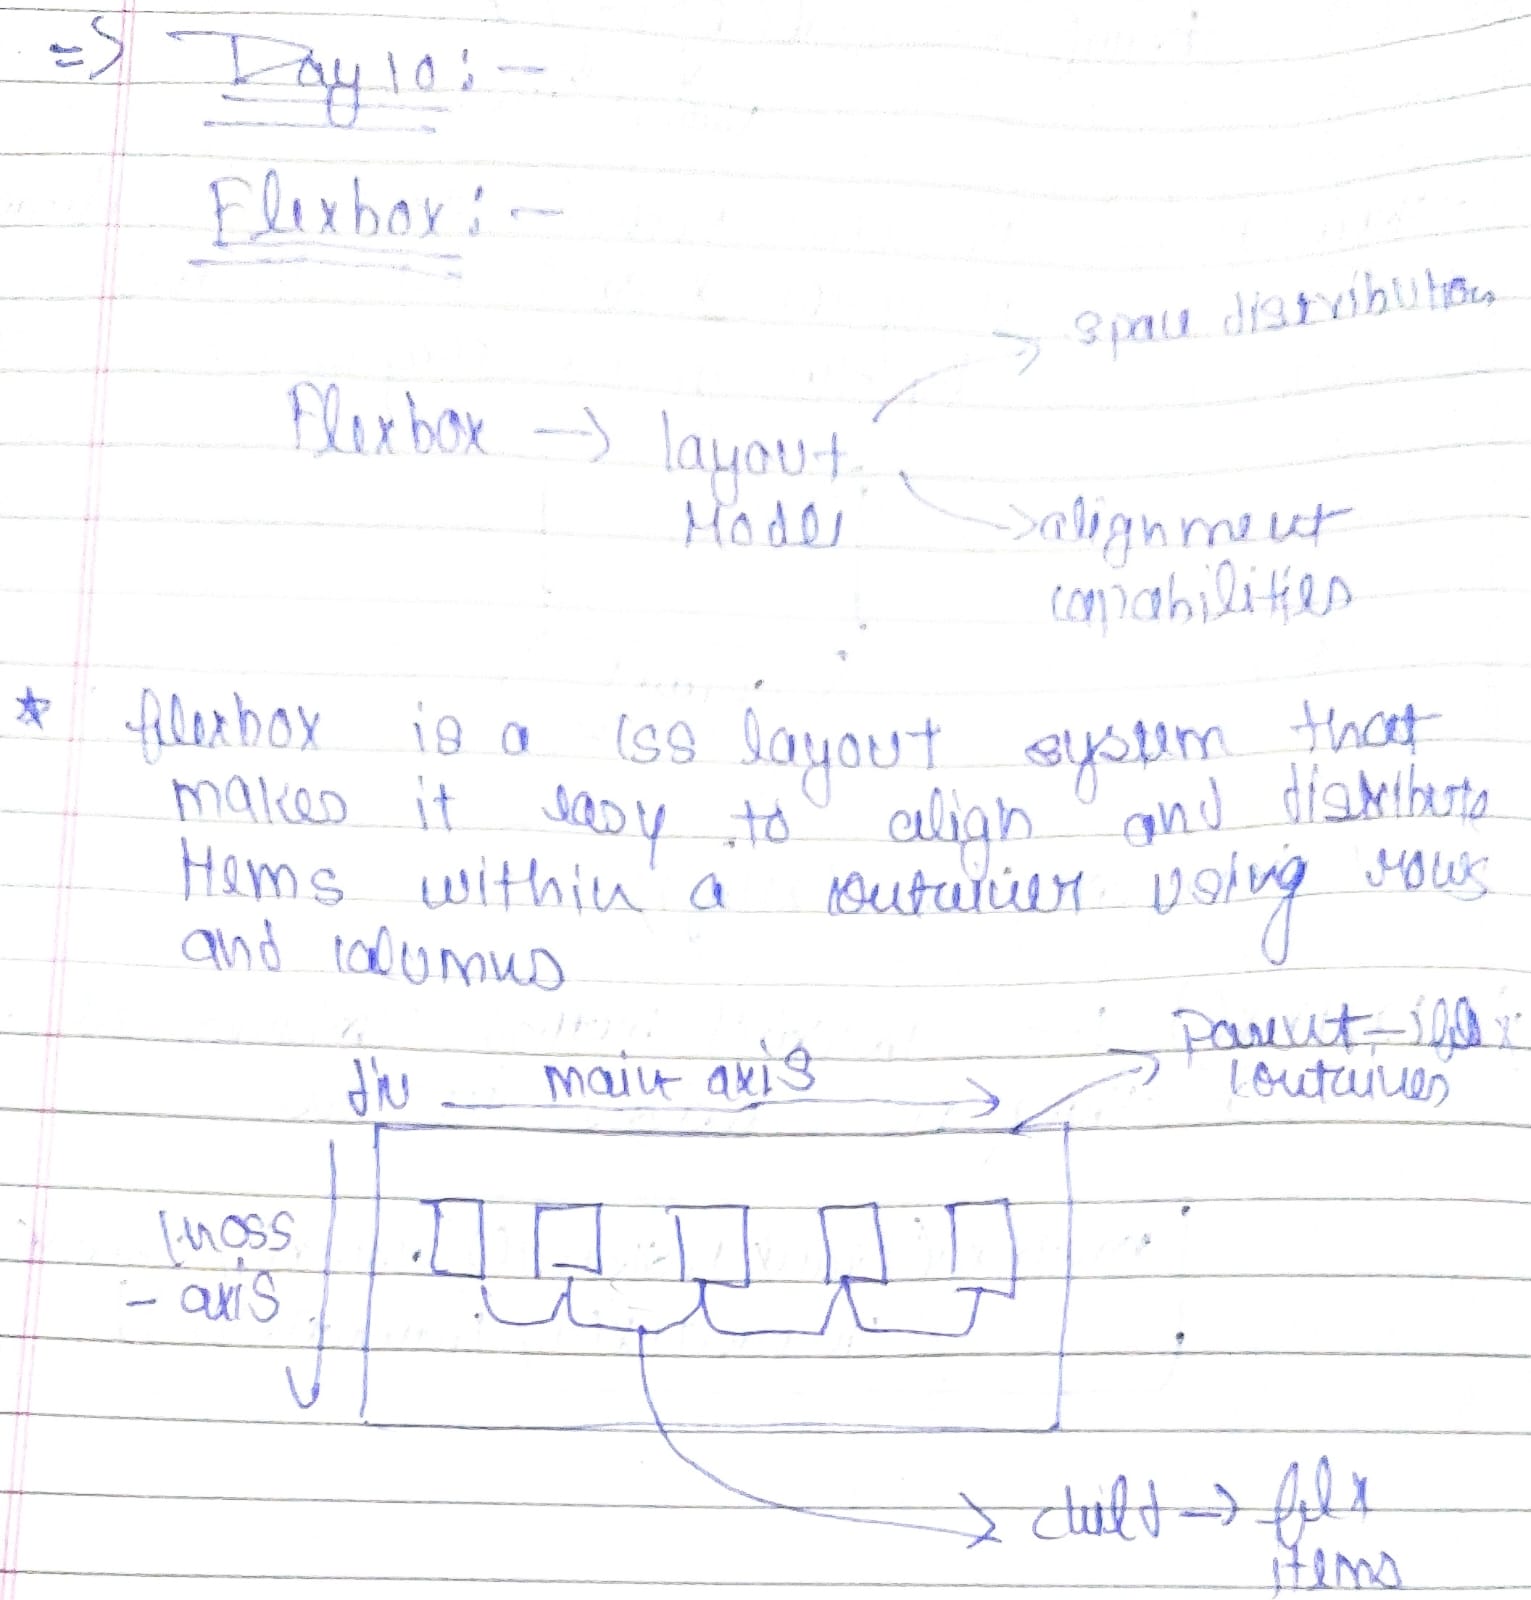 => Day 10:-
Flexbox:-
space distribution
Flexbox -> layout
Model
-> alignment
capabilities
* flexbox is a css layout system that
makes it easy to align and distribute
items within a container using rows
and columns
Parent -
div main axis ->
container
cross
- axis
-> child -> flex
items